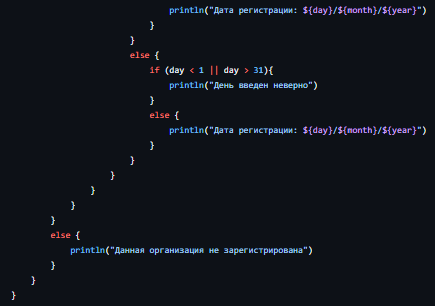 println("Дата регистрации: ${day}/${month}/${year}")
}
}
else {
if (day < 1 || day > 31){
println("День введен неверно")
}
else {
println("Дата регистрации: ${day}/${month}/${year}")
}
}
}
}
}
}
else {
println("Данная организация не зарегистрирована")
}
}
}